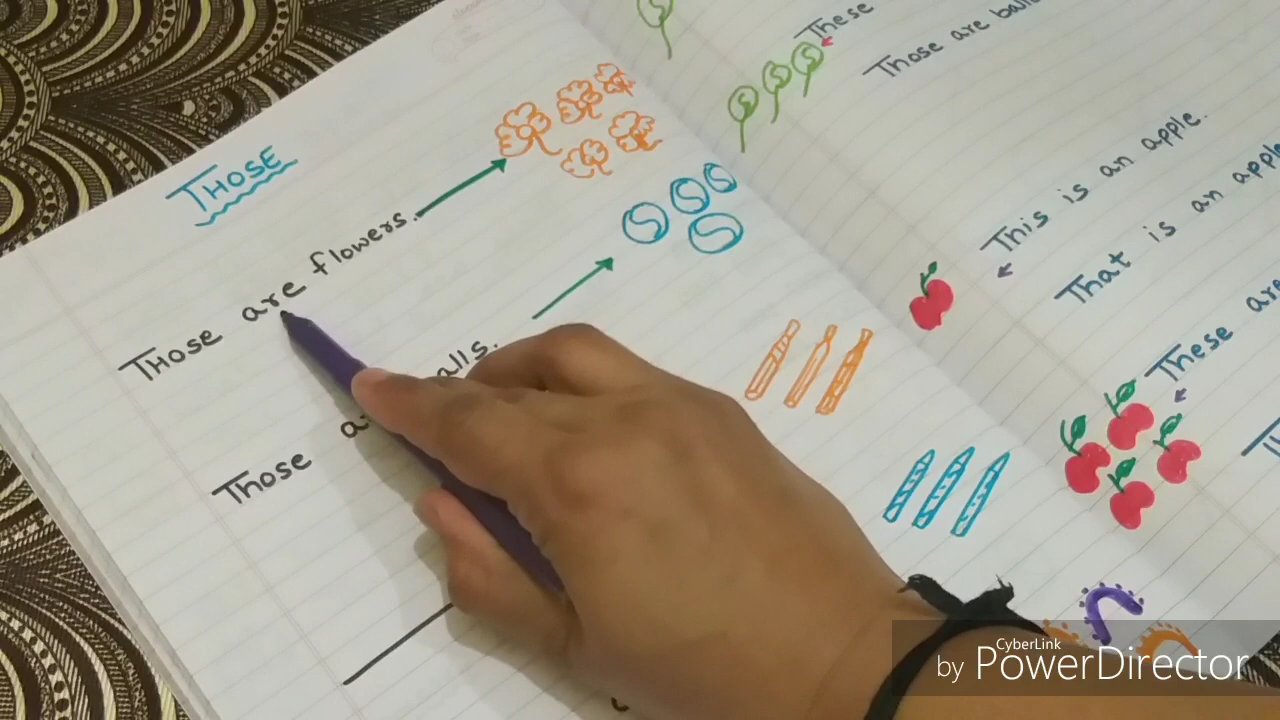 THOSE
Those are flowers.
Those
These
Those are
This is an apple.
That is an apple
These are
CyberLink
by PowerDirector